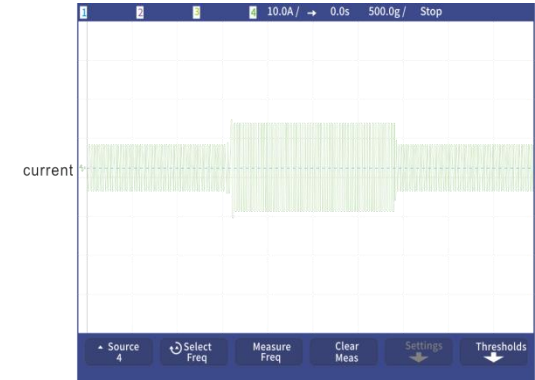 1 2 3 4 10.0A/ → 0.0s 500.0g/ Stop
current
Source Select Measure Clear Settings Thresholds
4 Freq Freq Meas